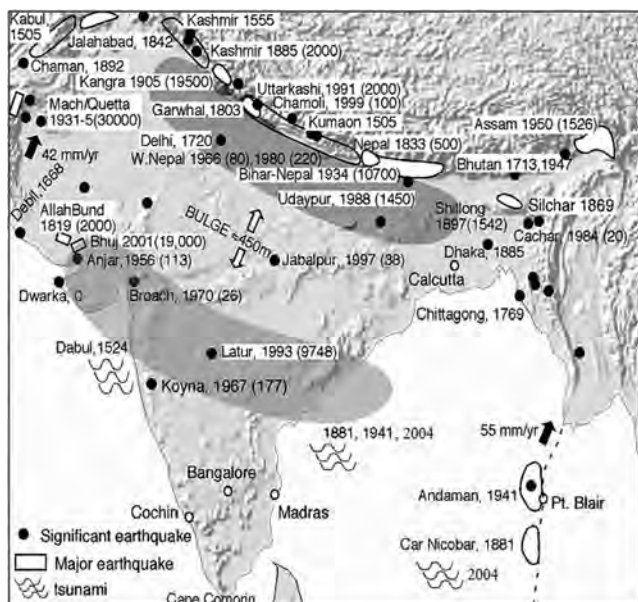 Kabul,
1505
Kashmir 1555
Jalahabad, 1842
Kashmir 1885 (2000)
Chaman, 1892
Kangra 1905 (19500)
Uttarkashi, 1991 (2000)
Chamoli, 1999 (100)
Garwhal, 1803
Kumaon 1505
Mach/Quetta
1931-5(30000)
Assam 1950 (1526)
Delhi, 1720
Nepal 1833 (500)
42 mm/yr
W.Nepal 1966 (80), 1980 (220)
Bhutan 1713,1947
Bihar-Nepal 1934 (10700)
Debil 1668
Udaypur, 1988 (1450)
Shillong
1897(1542)
Silchar 1869
AllahBund
1819 (2000)
BULGE ≈450m
Cachar, 1984 (20)
Bhuj 2001(19,000)
Anjar, 1956 (113)
Jabalpur, 1997 (38)
Dhaka, 1885
Calcutta
Dwarka, 0
Broach, 1970 (26)
Chittagong, 1769
Dabul,1524
Latur, 1993 (9748)
Koyna, 1967 (177)
1881, 1941, 2004
55 mm/yr
Bangalore
Andaman, 1941
Pt. Blair
Cochin
Madras
Significant earthquake
Car Nicobar, 1881
Major earthquake
tsunami
2004
Cape Comorin